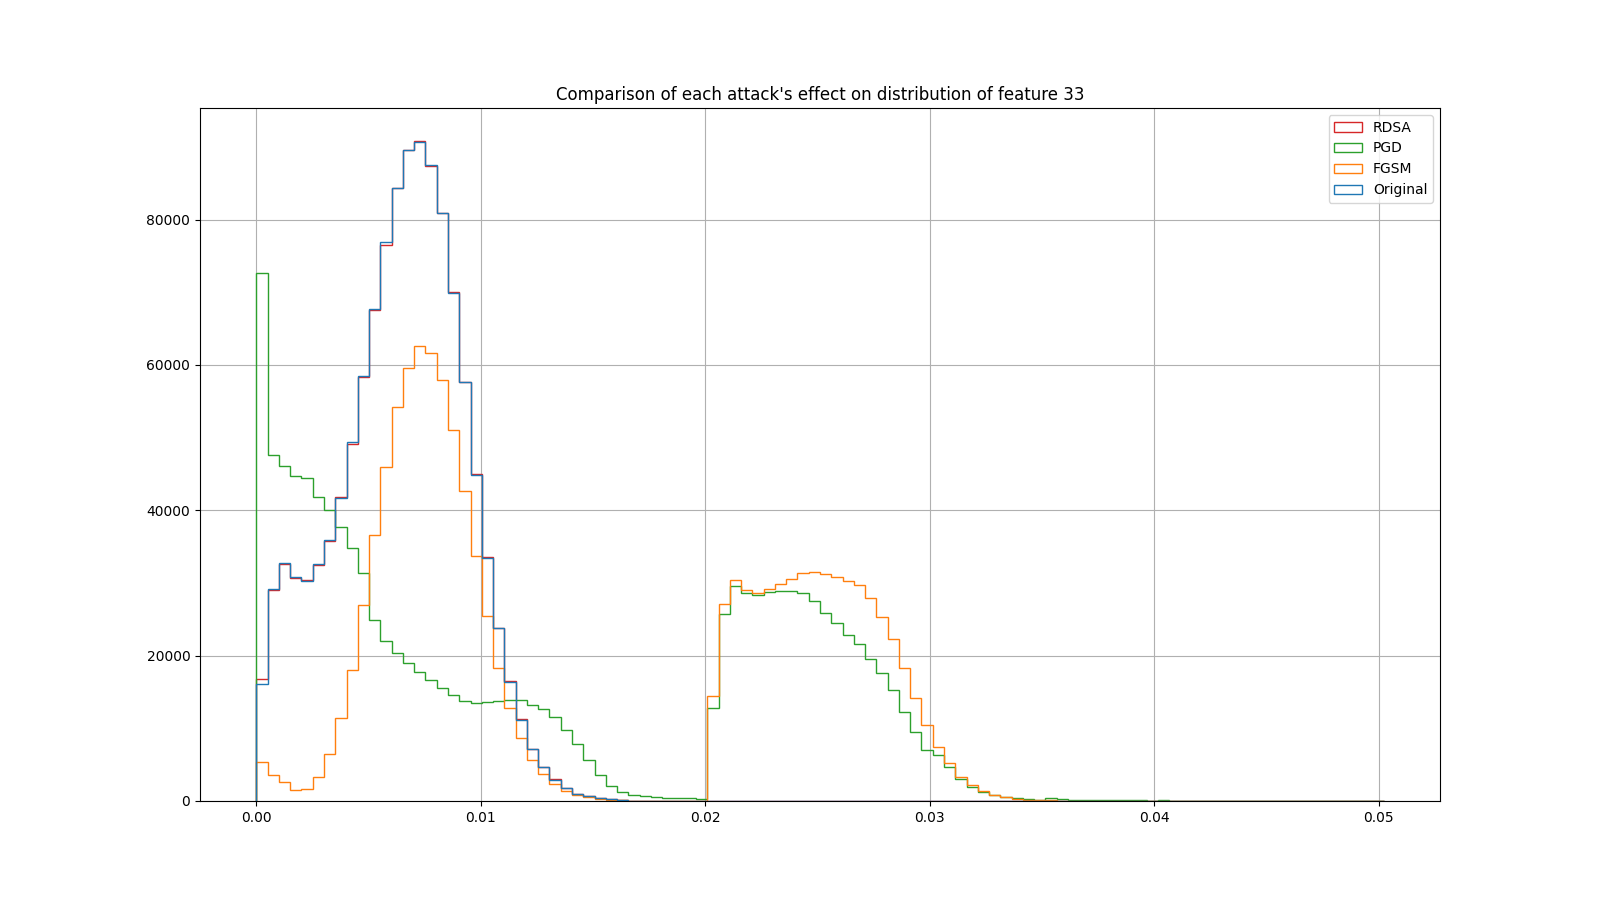 Comparison of each attack's effect on distribution of feature 33
RDSA
PGD
FGSM
Original
80000
60000
40000
20000
0
0.00 0.01 0.02 0.03 0.04 0.05